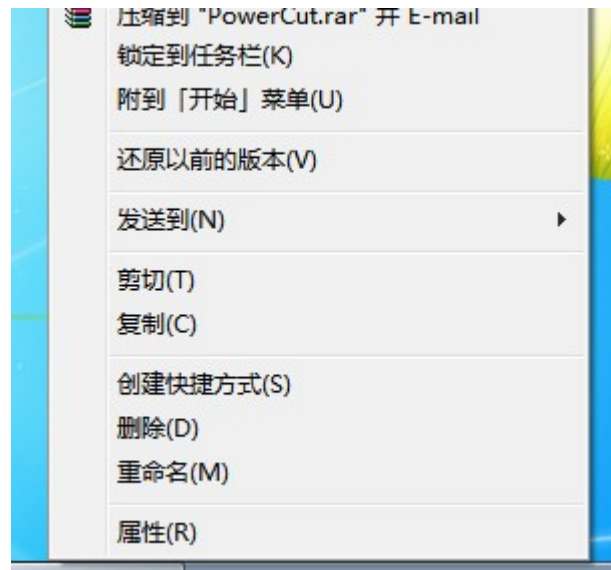 压缩到 "PowerCut.rar" 并 E-mail
锁定到任务栏(K)
附到「开始」菜单(U)
还原以前的版本(V)
发送到(N)
剪切(T)
复制(C)
创建快捷方式(S)
删除(D)
重命名(M)
属性(R)